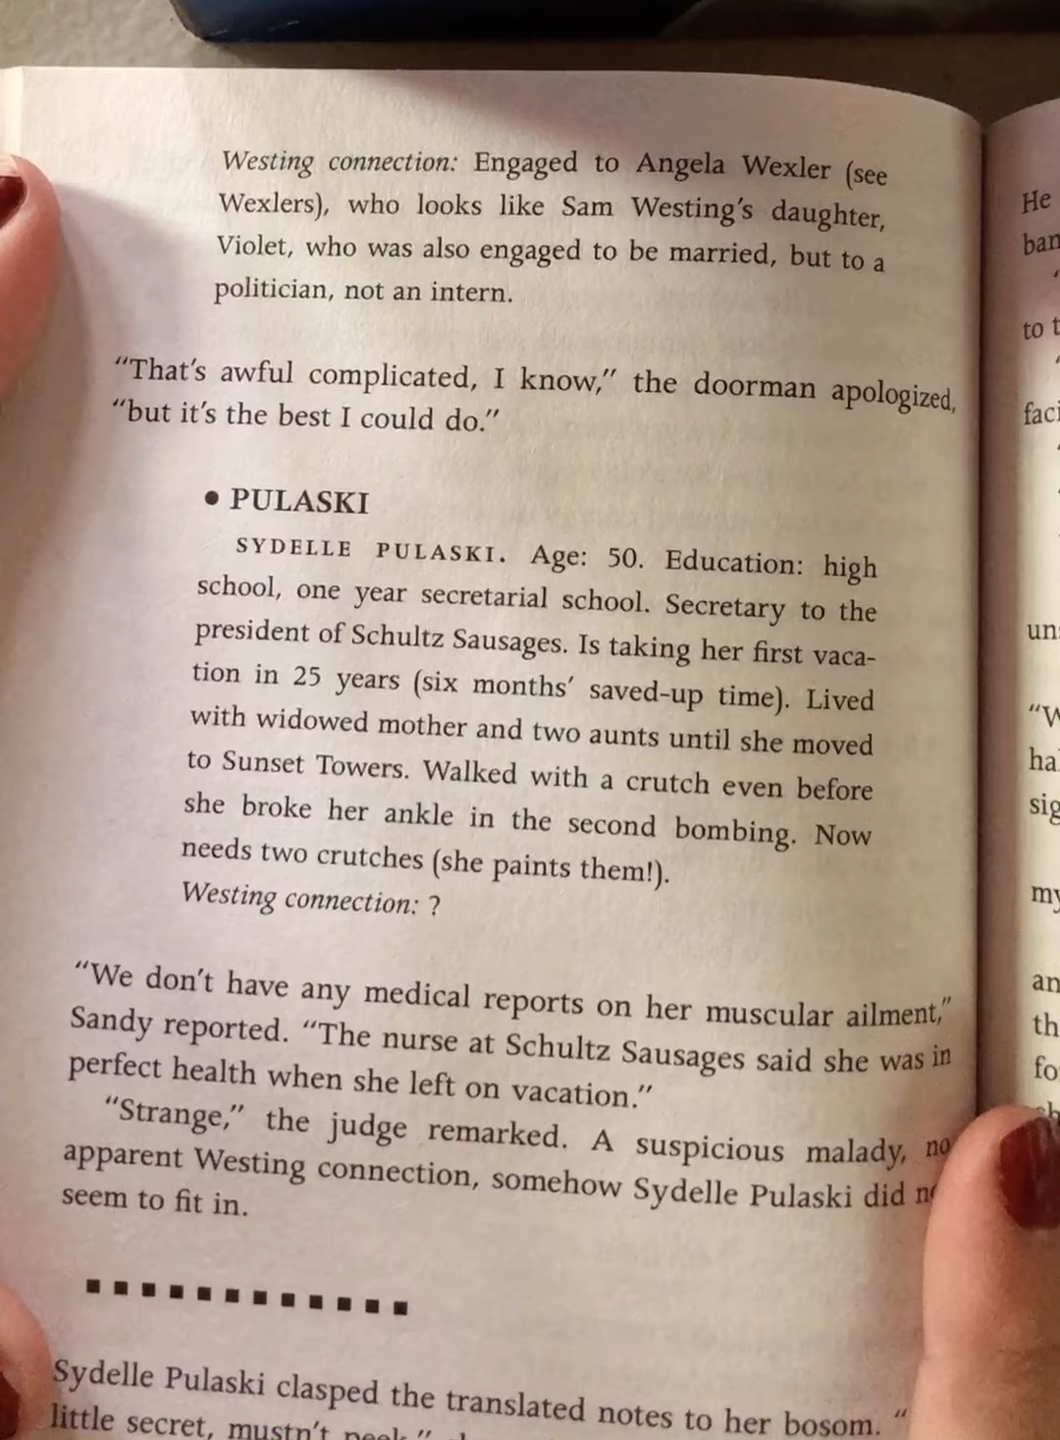 Westing connection: Engaged to Angela Wexler (see
Wexlers), who looks like Sam Westing's daughter,
Violet, who was also engaged to be married, but to a
politician, not an intern.
“That's awful complicated, I know,” the doorman apologized,
“but it's the best I could do.”
• PULASKI
SYDELLE PULASKI. Age: 50. Education: high
school, one year secretarial school. Secretary to the
president of Schultz Sausages. Is taking her first vaca-
tion in 25 years (six months' saved-up time). Lived
with widowed mother and two aunts until she moved
to Sunset Towers. Walked with a crutch even before
she broke her ankle in the second bombing. Now
needs two crutches (she paints them!).
Westing connection: ?
“We don't have any medical reports on her muscular ailment,”
Sandy reported. “The nurse at Schultz Sausages said she was in
perfect health when she left on vacation.”
“Strange,” the judge remarked. A suspicious malady, no
apparent Westing connection, somehow Sydelle Pulaski did
seem to fit in.
Sydelle Pulaski clasped the translated notes to her bosom. “
little secret, mustn't peek,”
He
to